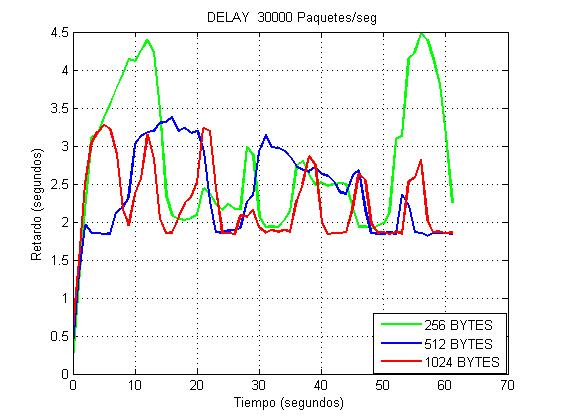 DELAY 30000 Paquetes/seg
4.5
4
3.5
3
2.5
2
1.5
1
0.5
0
Retardo (segundos)
256 BYTES
512 BYTES
1024 BYTES
0 10 20 30 40 50 60 70
Tiempo (segundos)